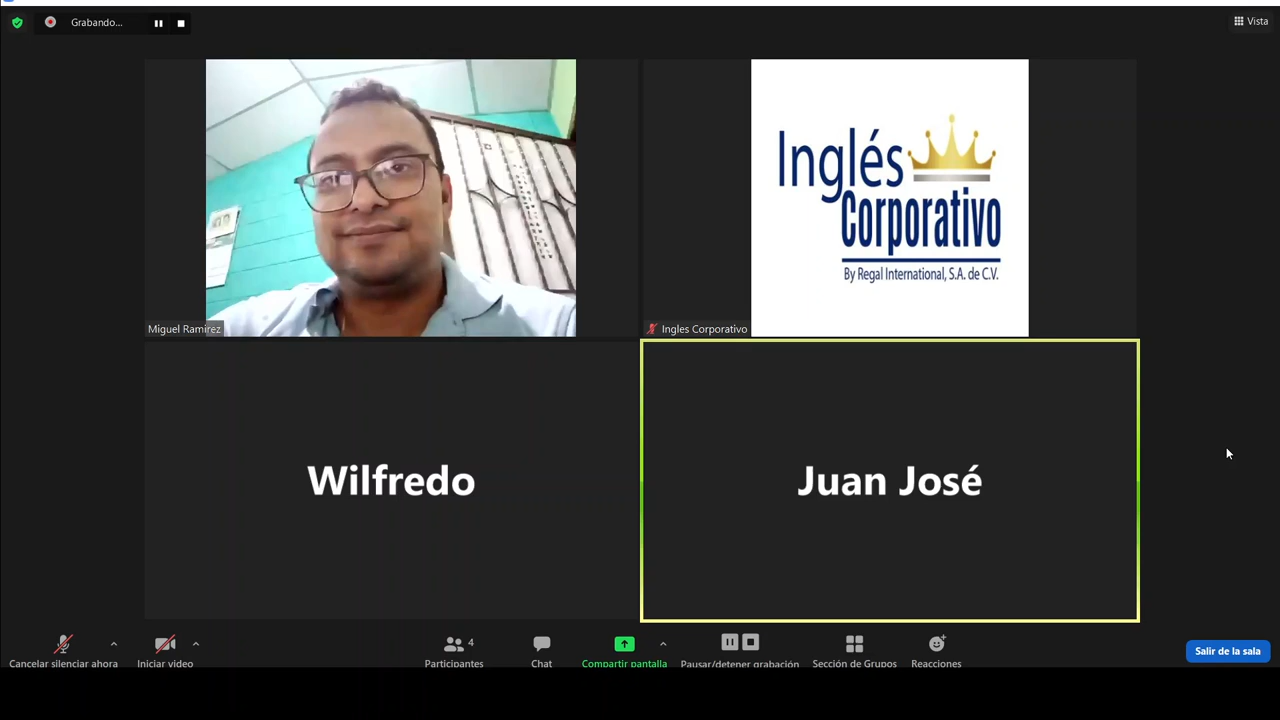 Grabando...
Vista
Miguel Ramirez
Inglés
Corporativo
By Regal International, S.A. de C.V.
Ingles Corporativo
Wilfredo
Juan José
Cancelar silenciar ahora
Iniciar video
4
Participantes
Chat
Compartir pantalla
Pausar/detener grabación
Sección de Grupos
Reacciones
Salir de la sala